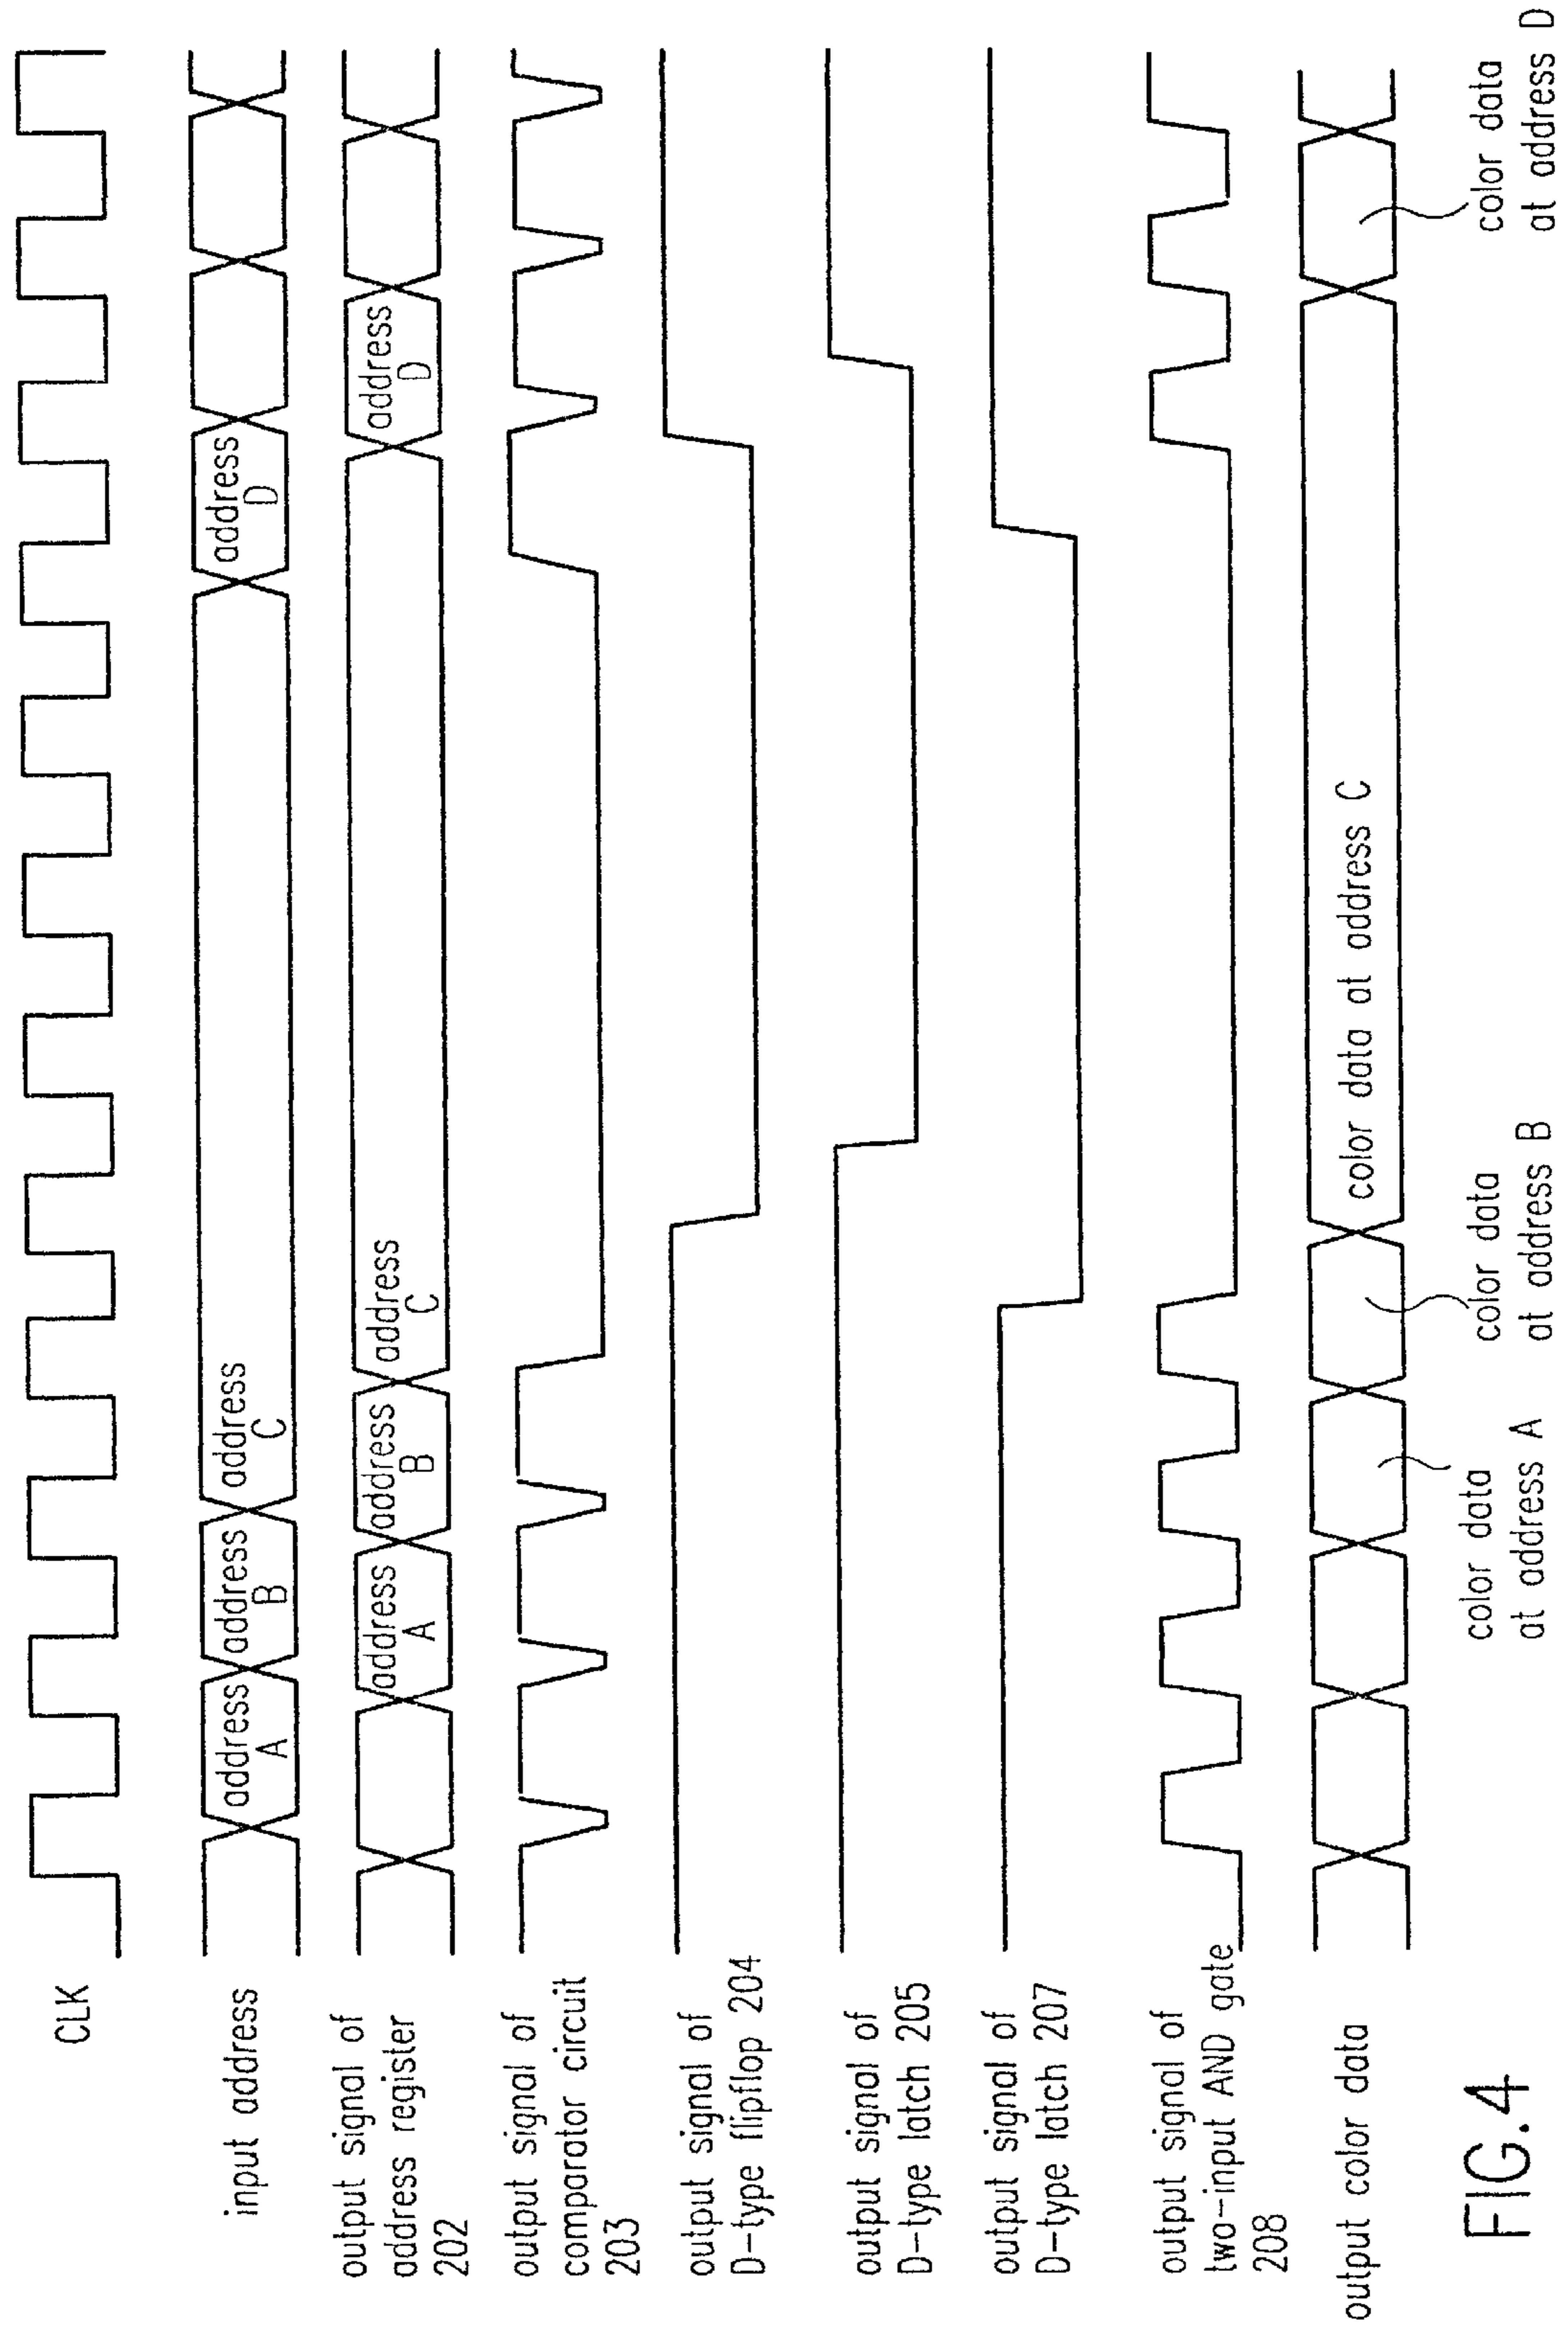 CLK
input address
address
A
address
B
address
C
address
D
output signal of
address register
202
address
A
address
B
address
C
address
D
output signal of
comparator circuit
203
output signal of
D-type flipflop 204
output signal of
D-type latch 205
output signal of
D-type latch 207
output signal of
two-input AND gate
208
output color data
color data at address C
color data
at address A
color data
at address B
color data
at address D
FIG.4